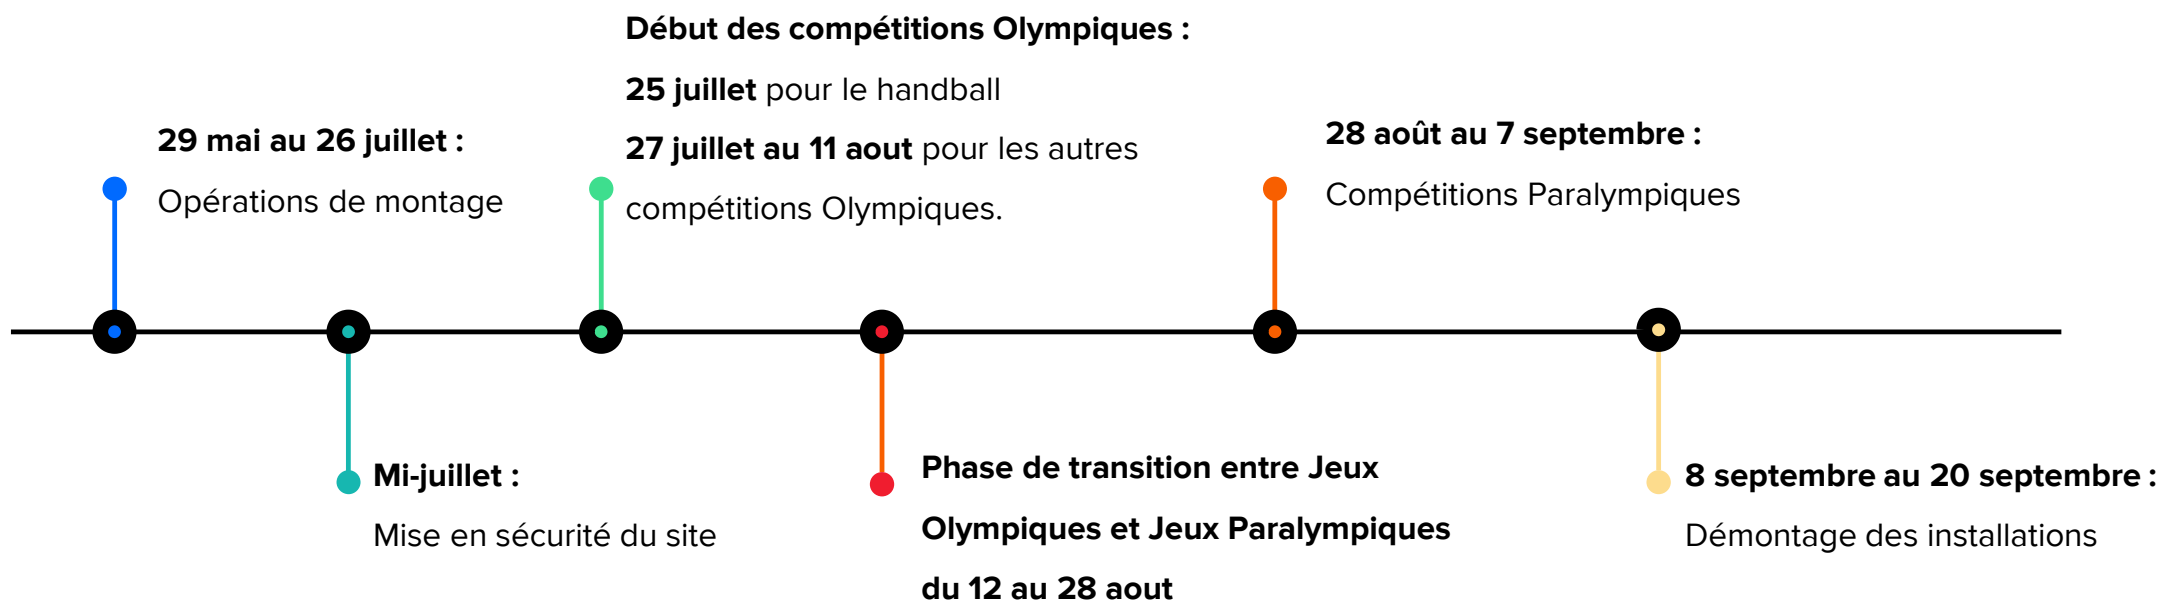 29 mai au 26 juillet :
Opérations de montage
Mi-juillet :
Mise en sécurité du site
Début des compétitions Olympiques :
25 juillet pour le handball
27 juillet au 11 aout pour les autres
compétitions Olympiques.
Phase de transition entre Jeux
Olympiques et Jeux Paralympiques
du 12 au 28 aout
28 août au 7 septembre :
Compétitions Paralympiques
8 septembre au 20 septembre :
Démontage des installations